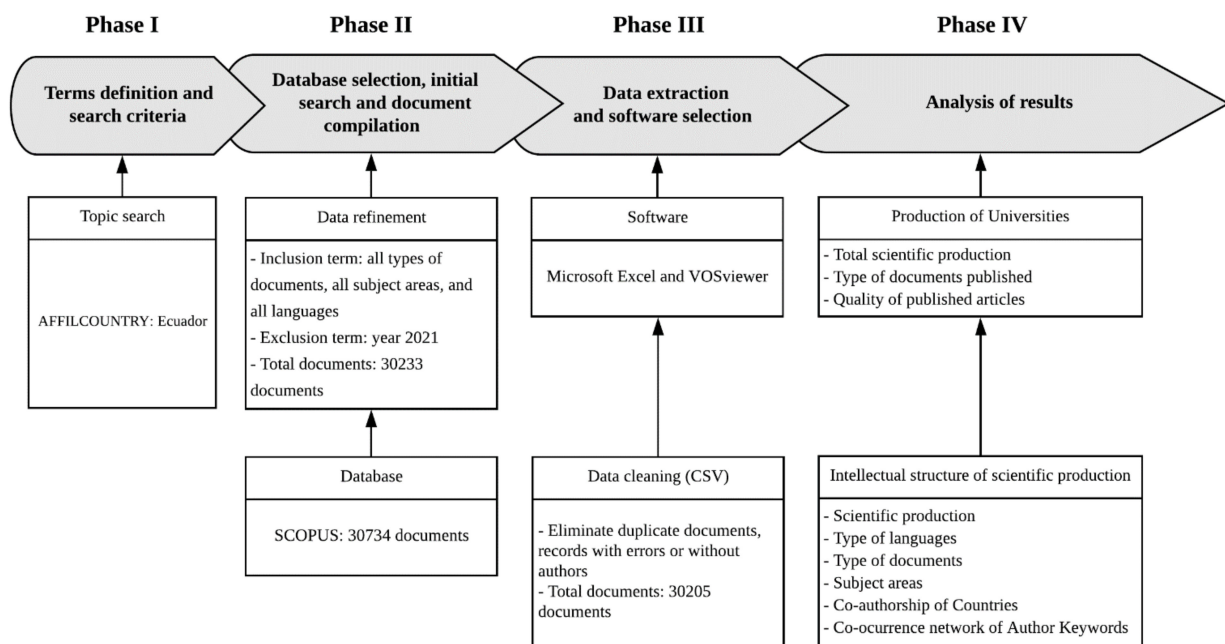 Phase I
Phase II
Phase III
Phase IV
Terms definition and
search criteria
Database selection, initial
search and document
compilation
Data extraction
and software selection
Analysis of results
Topic search
AFFILCOUNTRY: Ecuador
Data refinement
- Inclusion term: all types of
documents, all subject areas, and
all languages
- Exclusion term: year 2021
- Total documents: 30233
documents
Database
SCOPUS: 30734 documents
Software
Microsoft Excel and VOSviewer
Data cleaning (CSV)
- Eliminate duplicate documents,
records with errors or without
authors
- Total documents: 30205
documents
Production of Universities
- Total scientific production
- Type of documents published
- Quality of published articles
Intellectual structure of scientific production
- Scientific production
- Type of languages
- Type of documents
- Subject areas
- Co-authorship of Countries
- Co-ocurrence network of Author Keywords